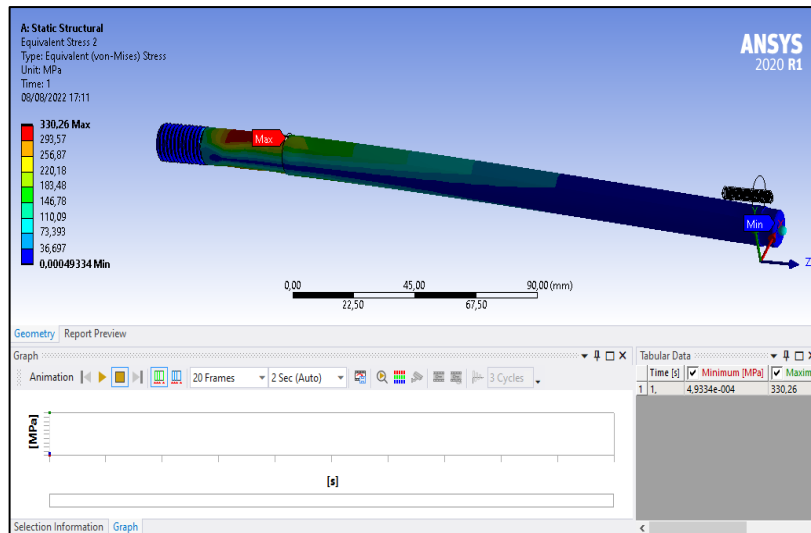 A: Static Structural
Equivalent Stress 2
Type: Equivalent (von-Mises) Stress
Unit: MPa
Time: 1
08/08/2022 17:11
330,26 Max
293,57
256,87
220,18
183,48
146,78
110,09
73,393
36,697
0,00049334 Min
ANSYS
2020 R1
Max
Min
Z
0,00 45,00 90,00 (mm)
22,50 67,50
Geometry Report Preview
Graph
Animation 20 Frames 2 Sec (Auto) 3 Cycles
[MPa]
[s]
Selection Information Graph
Tabular Data
Time [s] Minimum [MPa] Maxim
1 1, 4,9334e-004 330,26